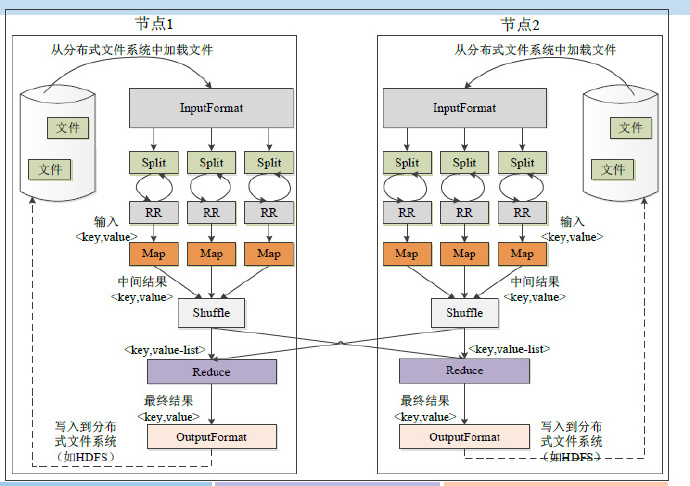 节点1
从分布式文件系统中加载文件
InputFormat
文件
文件
Split Split Split
RR RR RR
输入
<key,value>
Map Map Map
中间结果
<key,value>
Shuffle
<key,value-list>
Reduce
最终结果
<key,value>
OutputFormat
写入到分布
式文件系统
（如HDFS）
节点2
从分布式文件系统中加载文件
InputFormat
文件
文件
Split Split Split
RR RR RR
输入
<key,value>
Map Map Map
中间结果
<key,value>
Shuffle
<key,value-list>
Reduce
最终结果
<key,value>
OutputFormat
写入到分布
式文件系统
（如HDFS）